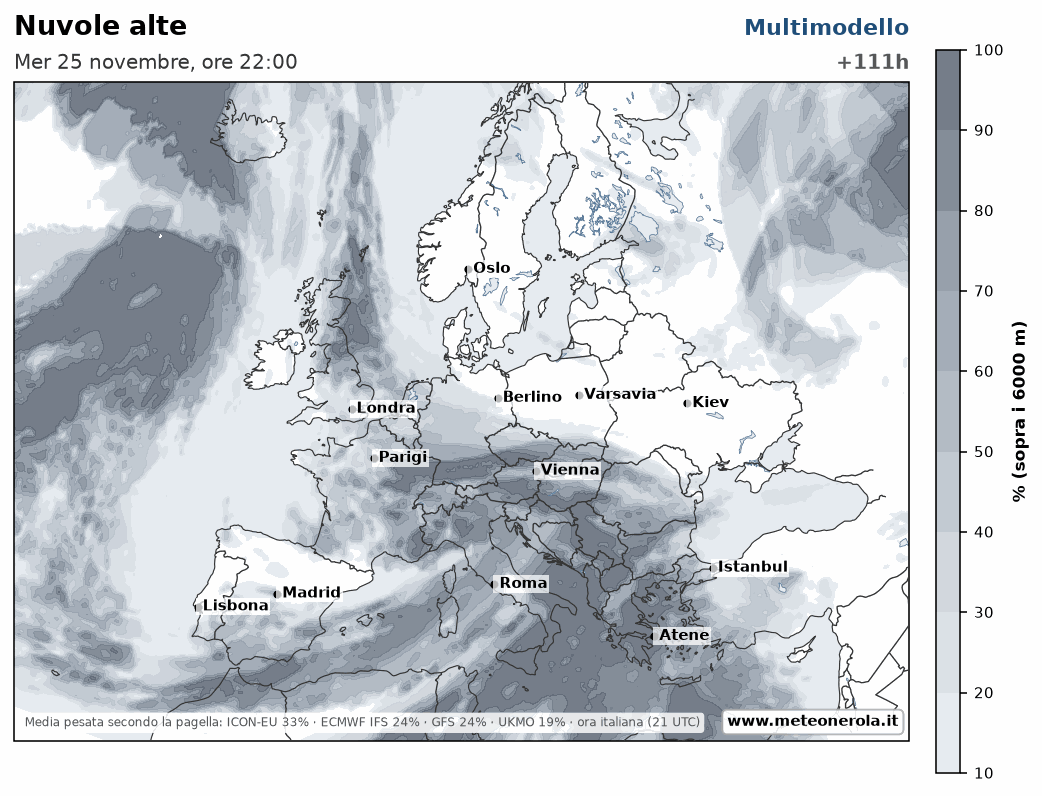 Nuvole alte
Multimodello
Mer 25 novembre, ore 22:00
+111h
Oslo
Berlino
Varsavia
Kiev
Londra
Parigi
Vienna
Istanbul
Roma
Madrid
Lisbona
Atene
Media pesata secondo la pagella: ICON-EU 33% · ECMWF IFS 24% · GFS 24% · UKMO 19% · ora italiana (21 UTC)
www.meteonerola.it
100
90
80
70
60
50
40
30
20
10
% (sopra i 6000 m)